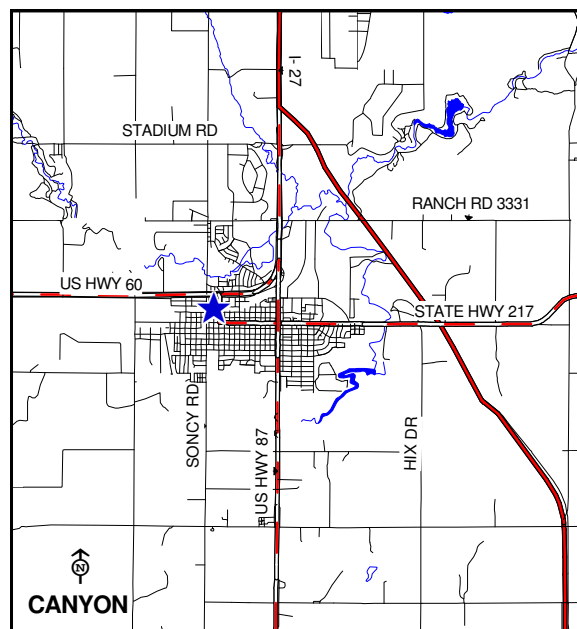 I-27
STADIUM RD
RANCH RD 3331
US HWY 60
STATE HWY 217
SONCY RD
US HWY 87
HIX DR
N
CANYON